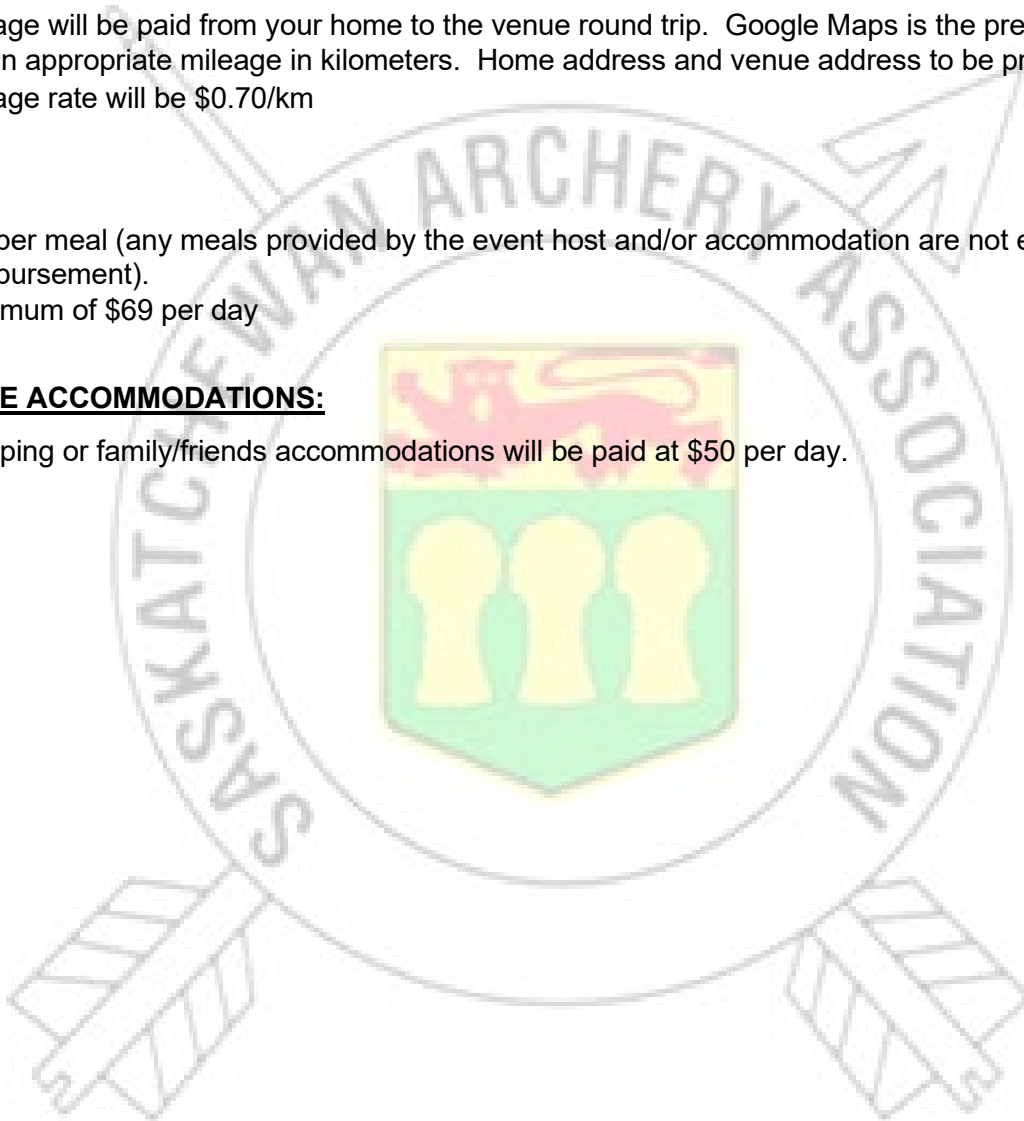 age will be paid from your home to the venue round trip.  Google Maps is the pre
n appropriate mileage in kilometers.  Home address and venue address to be pr
age rate will be $0.70/km
per meal (any meals provided by the event host and/or accommodation are not e
bursement).
mum of $69 per day
E ACCOMMODATIONS:
ping or family/friends accommodations will be paid at $50 per day.
SASKATCHEWAN ARCHERY ASSOCIATION